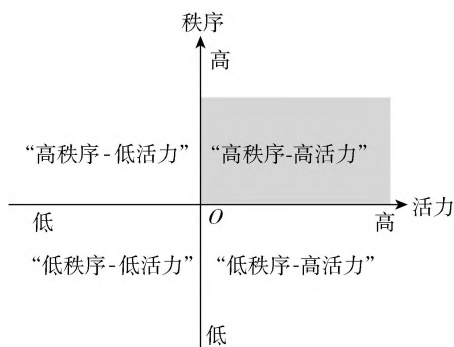 秩序
高
“高秩序-低活力” “高秩序-高活力”
低 O 高 活力
“低秩序-低活力” “低秩序-高活力”
低